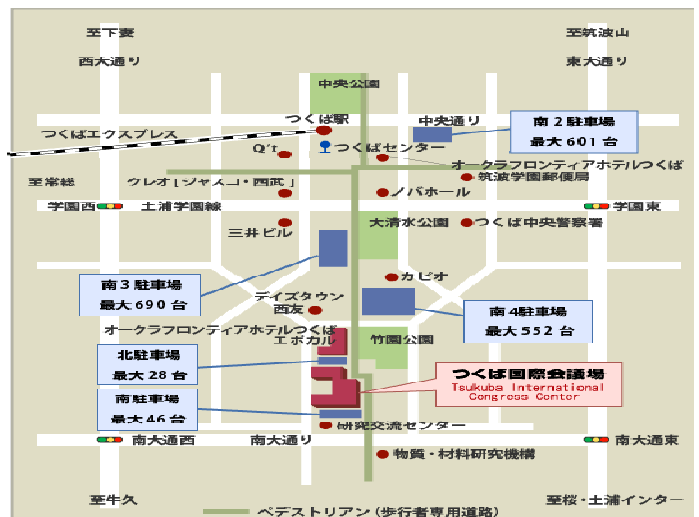 至下妻
至筑波山
西大通り
東大通り
中央公園
つくば駅
中央通り
南２駐車場
最大６０１台
つくばエクスプレス
Q't
つくばセンター
オークラフロンティアホテルつくば
筑波学園郵便局
至常総
クレオ［ジャスコ・西武］
ノバホール
学園西
土浦学園線
学園東
三井ビル
大清水公園
つくば中央警察署
カピオ
南３駐車場
最大690台
デイズタウン
西友
南４駐車場
最大552台
オークラフロンティアホテルつくば
エポカル
竹園公園
北駐車場
最大28台
つくば国際会議場
Tsukuba International
Congress Center
南駐車場
最大46台
研究交流センター
南大通西
南大通り
南大通東
物質・材料研究機構
至牛久
至桜・土浦インター
ペデストリアン（歩行者専用道路）